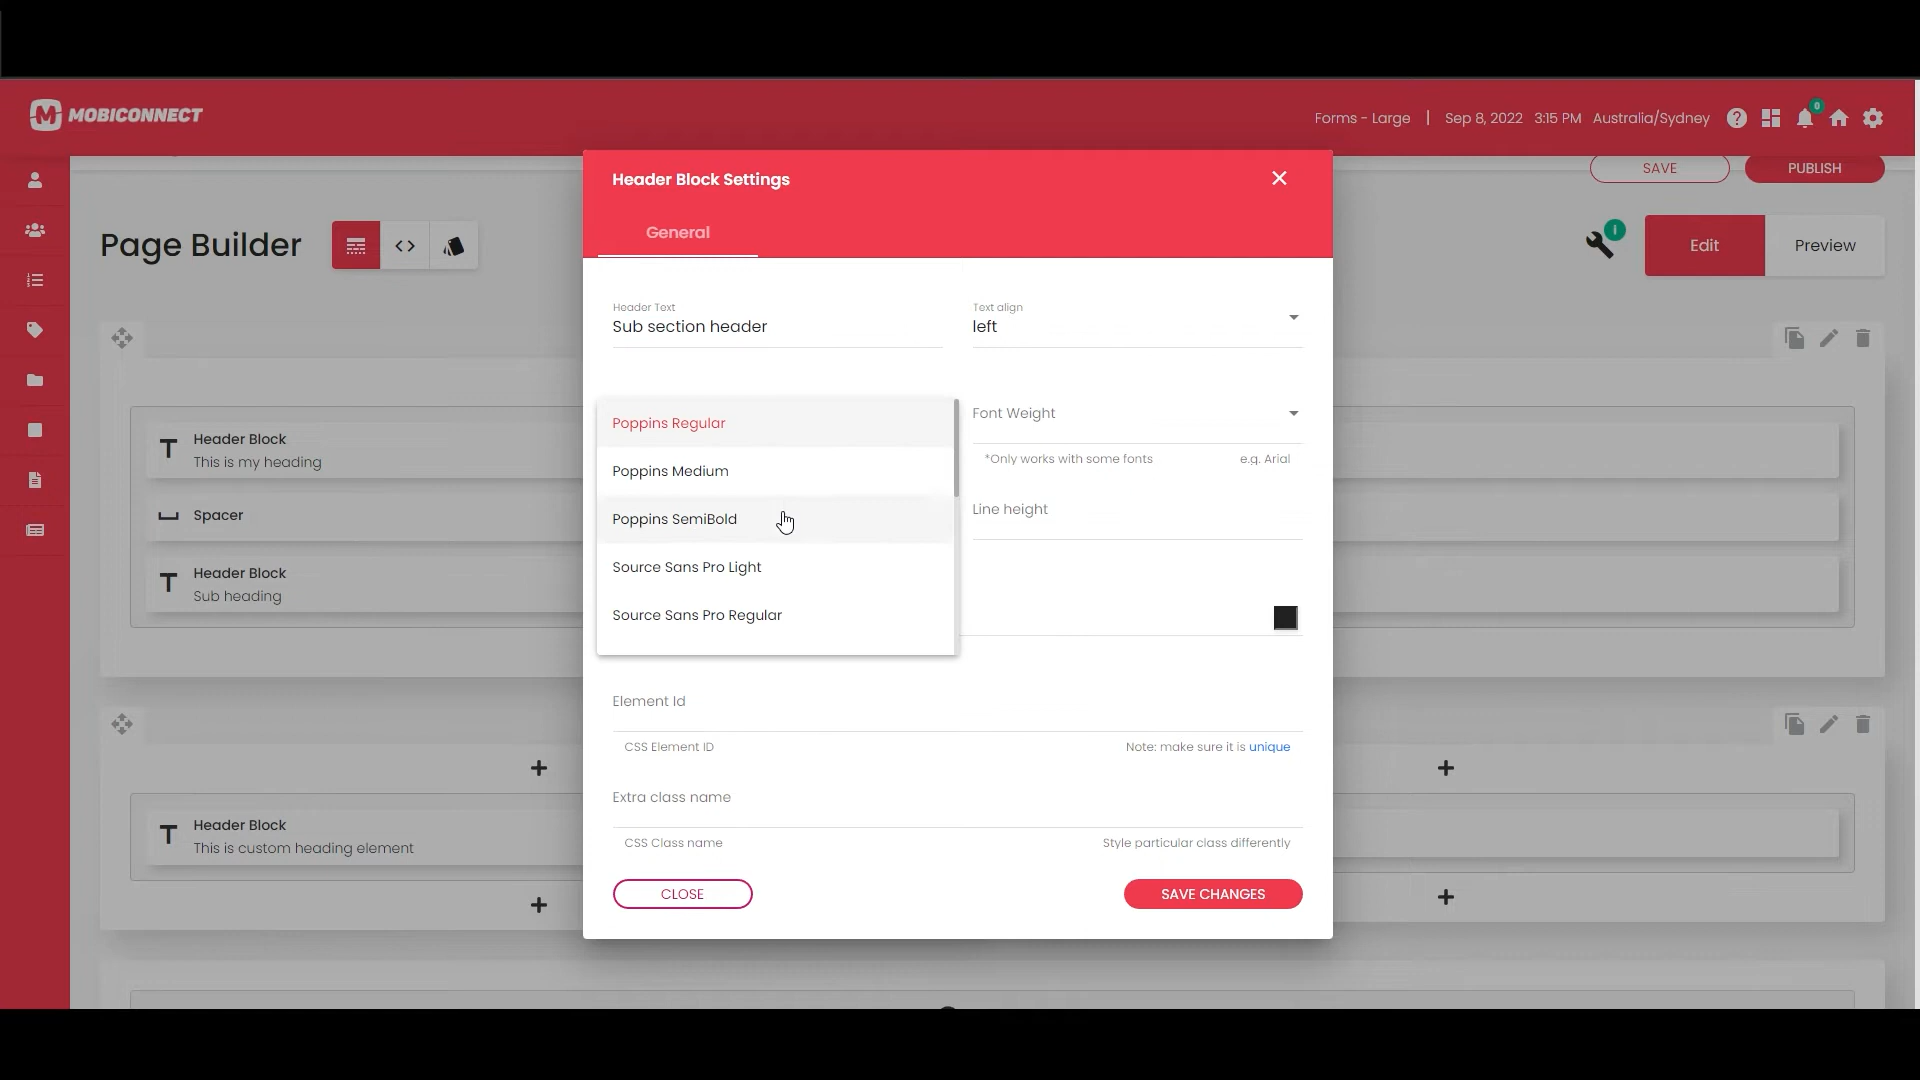 MOBICONNECT
Forms - Large | Sep 8, 2022 3:15 PM Australia/Sydney
0
SAVE
PUBLISH
Page Builder
Edit
Preview
Header Block
This is my heading
Spacer
Header Block
Sub heading
Header Block
This is custom heading element
Header Block Settings
General
Header Text
Sub section header
Text align
left
Poppins Regular
Poppins Medium
Poppins SemiBold
Source Sans Pro Light
Source Sans Pro Regular
Font Weight
*Only works with some fonts
e.g. Arial
Line height
Element Id
CSS Element ID
Note: make sure it is unique
Extra class name
CSS Class name
Style particular class differently
CLOSE
SAVE CHANGES